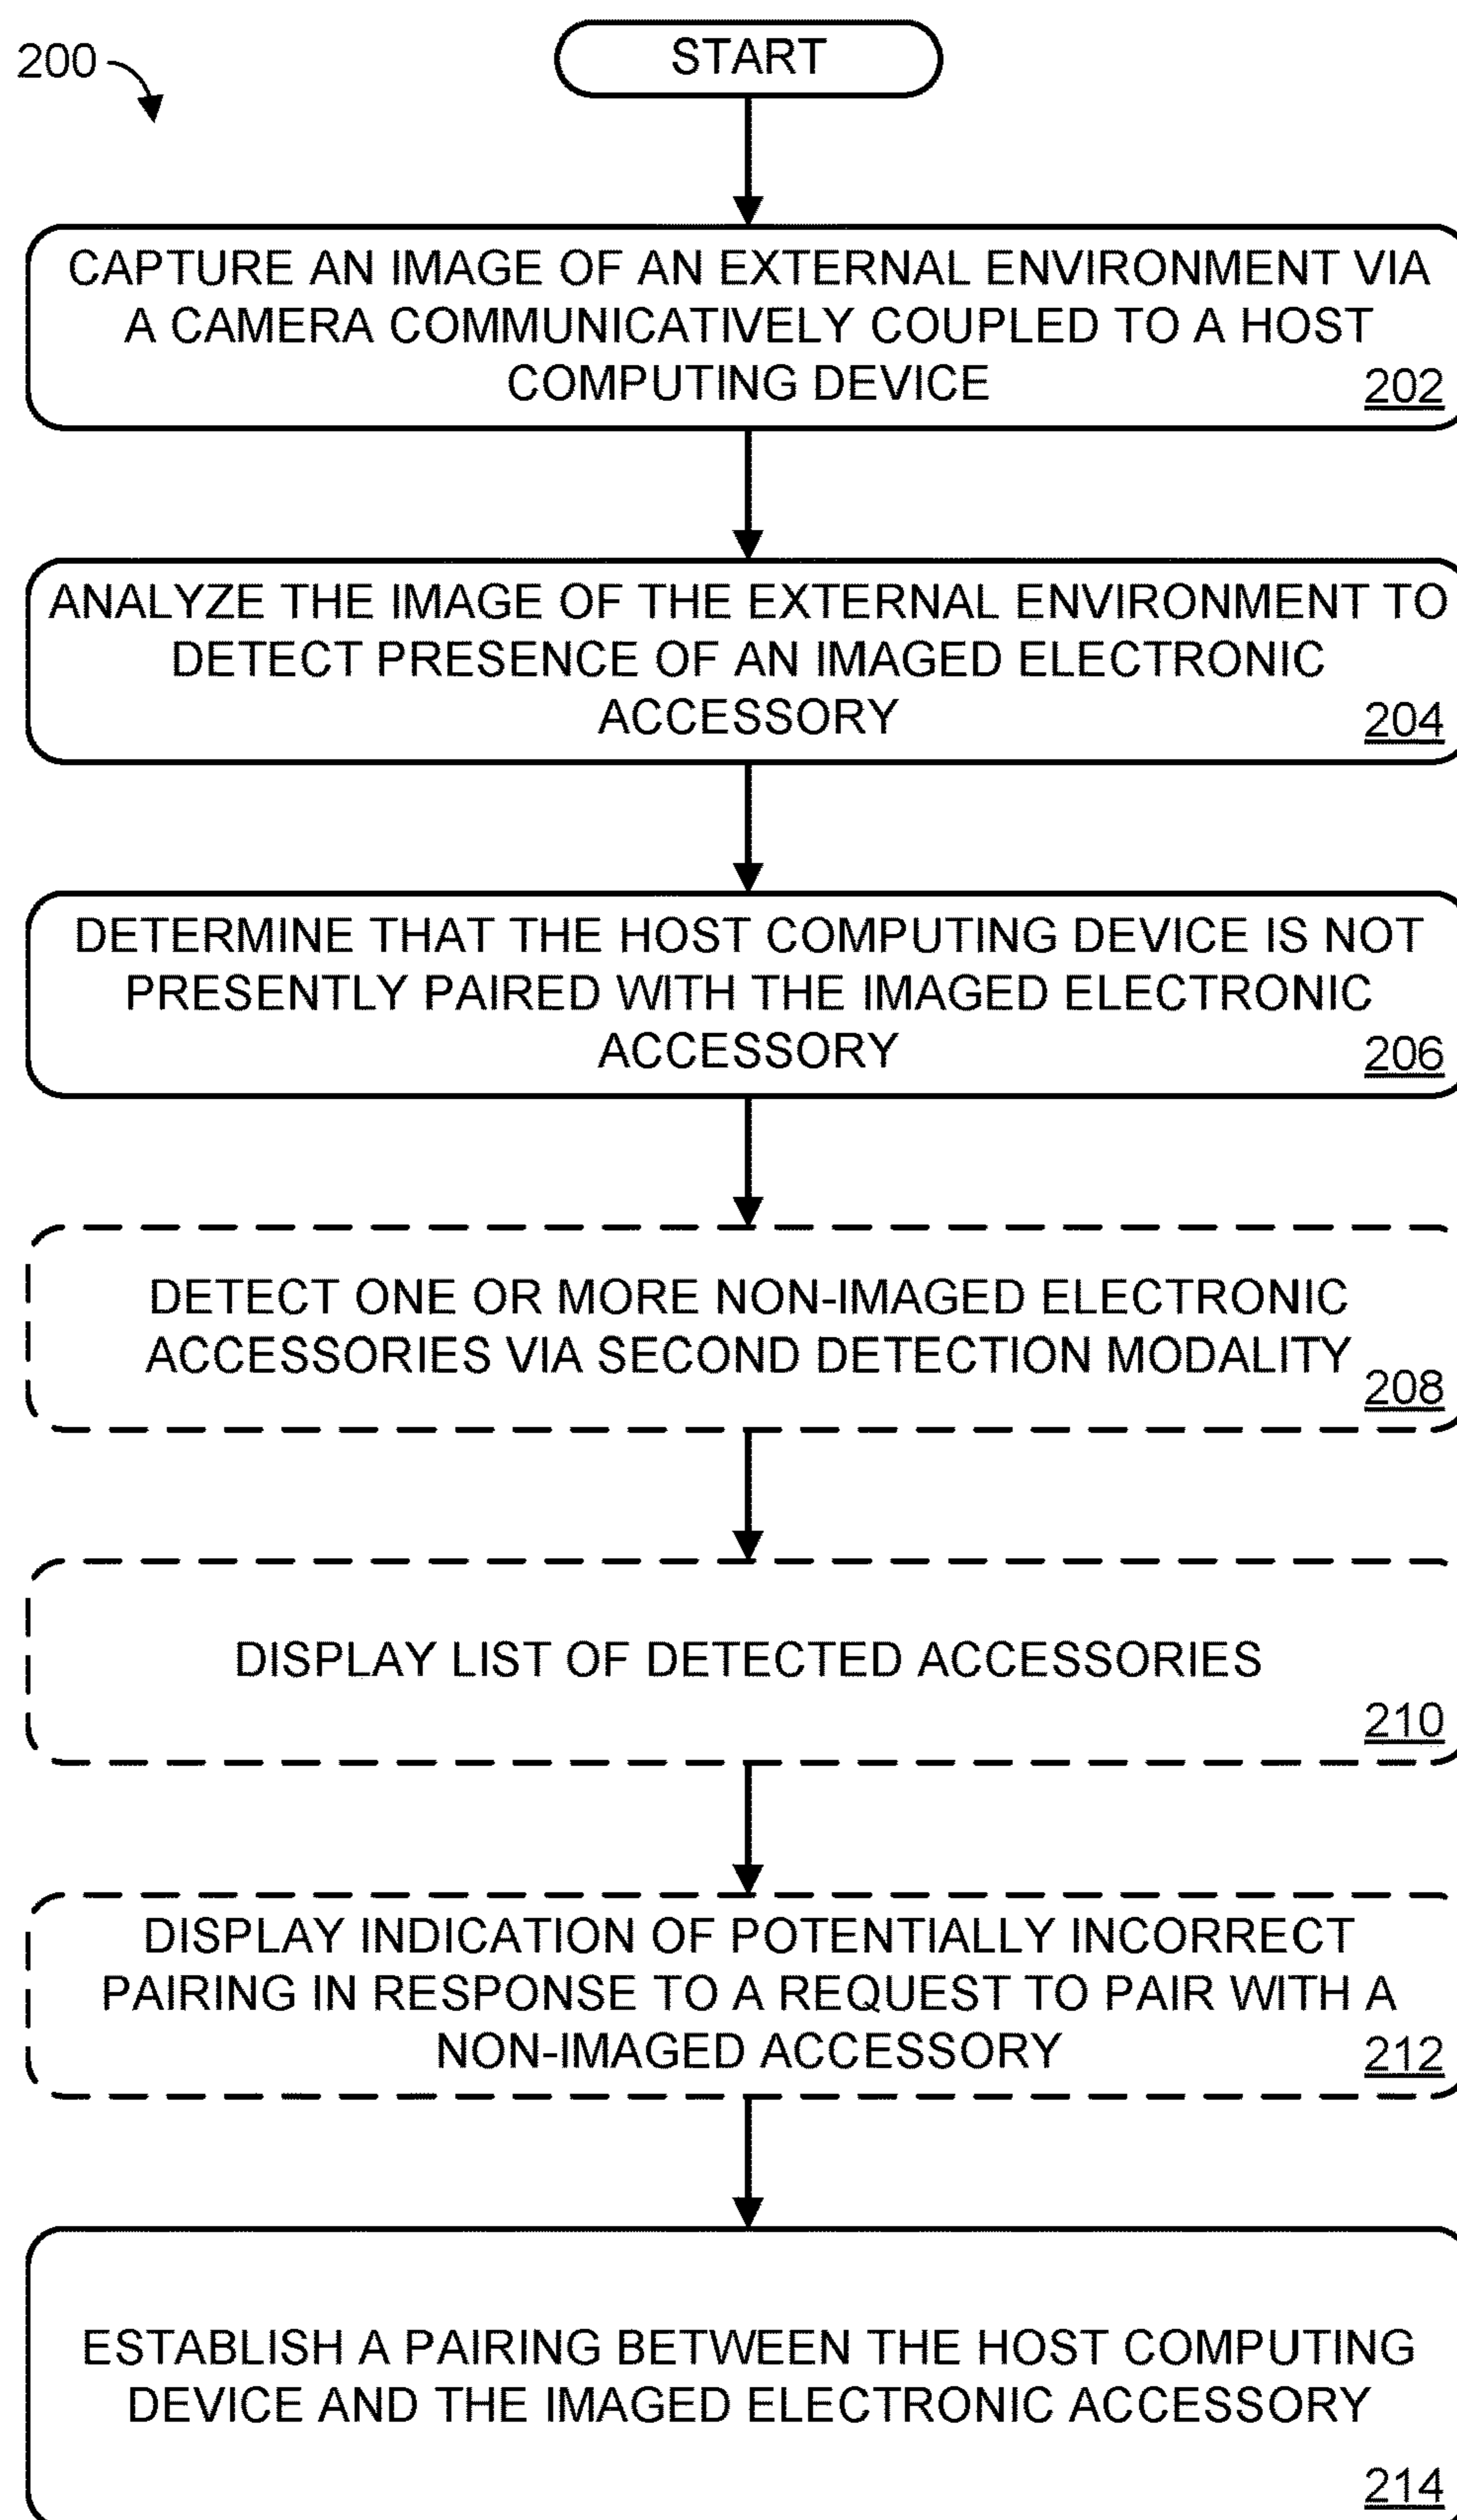 200
START
CAPTURE AN IMAGE OF AN EXTERNAL ENVIRONMENT VIA
A CAMERA COMMUNICATIVELY COUPLED TO A HOST
COMPUTING DEVICE
202
ANALYZE THE IMAGE OF THE EXTERNAL ENVIRONMENT TO
DETECT PRESENCE OF AN IMAGED ELECTRONIC
ACCESSORY
204
DETERMINE THAT THE HOST COMPUTING DEVICE IS NOT
PRESENTLY PAIRED WITH THE IMAGED ELECTRONIC
ACCESSORY
206
DETECT ONE OR MORE NON-IMAGED ELECTRONIC
ACCESSORIES VIA SECOND DETECTION MODALITY
208
DISPLAY LIST OF DETECTED ACCESSORIES
210
DISPLAY INDICATION OF POTENTIALLY INCORRECT
PAIRING IN RESPONSE TO A REQUEST TO PAIR WITH A
NON-IMAGED ACCESSORY
212
ESTABLISH A PAIRING BETWEEN THE HOST COMPUTING
DEVICE AND THE IMAGED ELECTRONIC ACCESSORY
214